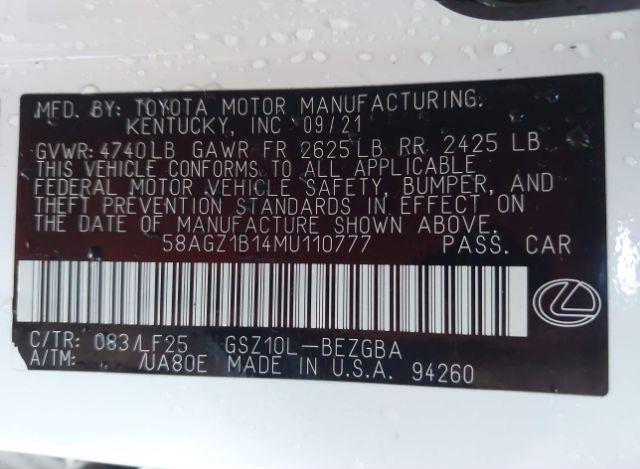 MFD. BY: TOYOTA MOTOR MANUFACTURING.
KENTUCKY, INC 09/21
GVWR: 4740LB GAWR FR 2625 LB RR 2425 LB
THIS VEHICLE CONFORMS TO ALL APPLICABLE
FEDERAL MOTOR VEHICLE SAFETY, BUMPER, AND
THEFT PREVENTION STANDARDS IN EFFECT ON
THE DATE OF MANUFACTURE SHOWN ABOVE.
58AGZ1B14MU110777 PASS. CAR
C/TR: 083/LF25 GSZ10L-BEZGBA
A/TM: /UA80E MADE IN U.S.A. 94260